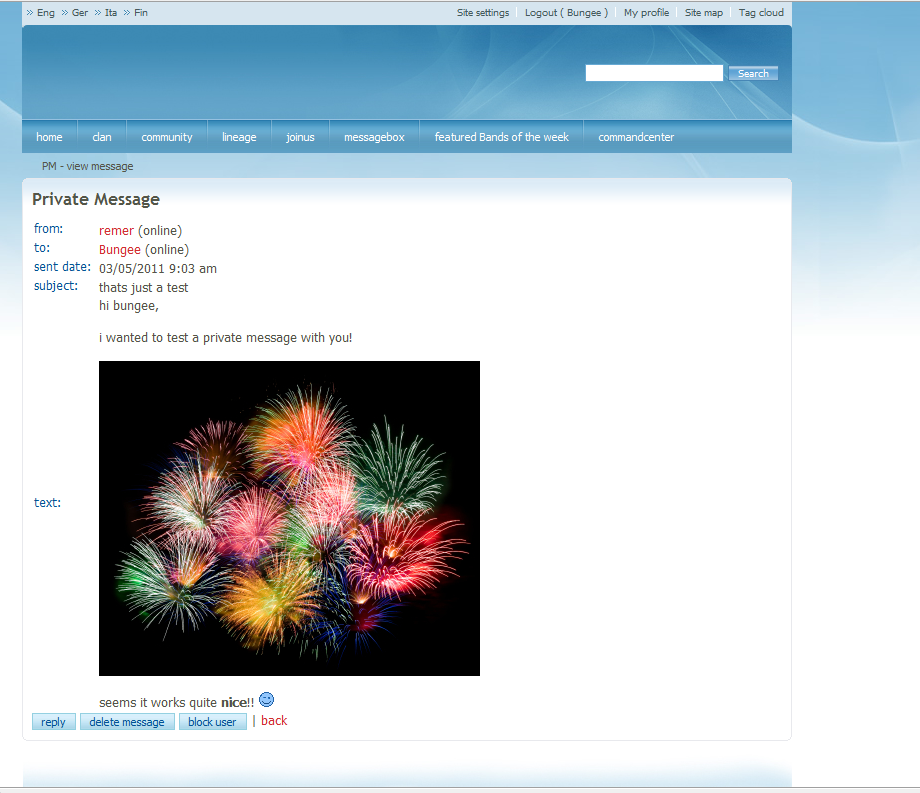 » Eng » Ger » Ita » Fin Site settings Logout ( Bungee ) My profile Site map Tag cloud
Search
home clan community lineage joinus messagebox featured Bands of the week commandcenter
PM - view message
Private Message
from: remer (online)
to: Bungee (online)
sent date: 03/05/2011 9:03 am
subject: thats just a test
hi bungee,
i wanted to test a private message with you!
text:
seems it works quite nice!!
reply delete message block user | back